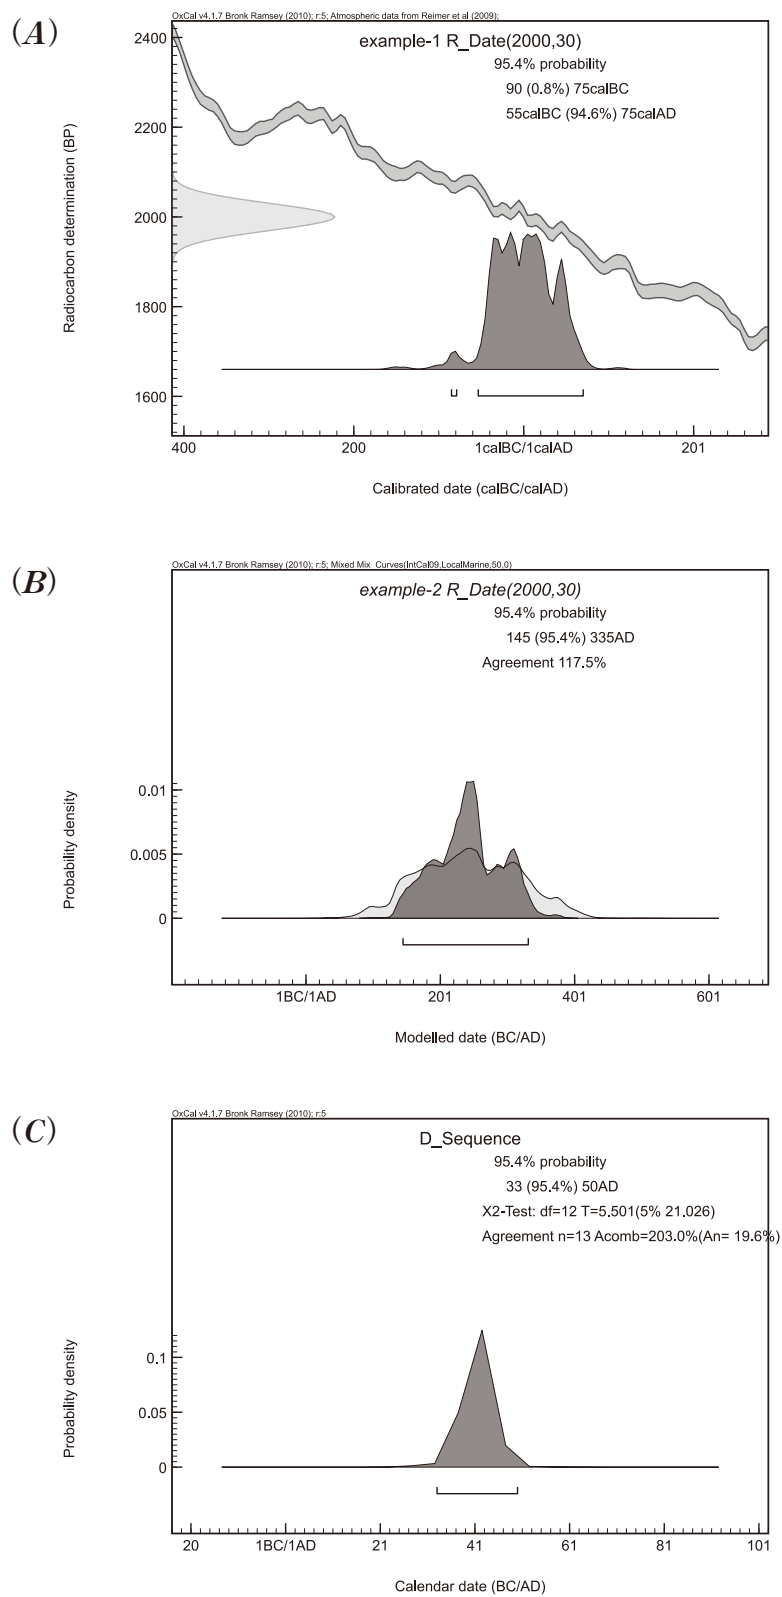 (A)
OxCal v4.1.7 Bronk Ramsey (2010); r:5; Atmospheric data from Reimer et al (2009);
example-1 R_Date(2000,30)
95.4% probability
90 (0.8%) 75calBC
55calBC (94.6%) 75calAD
Radiocarbon determination (BP)
2400
2200
2000
1800
1600
400 200 1calBC/1calAD 201
Calibrated date (calBC/calAD)
(B)
OxCal v4.1.7 Bronk Ramsey (2010); r:5; Mixed Mix_Curves(IntCal09,LocalMarine,50,0)
example-2 R_Date(2000,30)
95.4% probability
145 (95.4%) 335AD
Agreement 117.5%
Probability density
0.01
0.005
0
1BC/1AD 201 401 601
Modelled date (BC/AD)
(C)
OxCal v4.1.7 Bronk Ramsey (2010); r:5
D_Sequence
95.4% probability
33 (95.4%) 50AD
X2-Test: df=12 T=5.501(5% 21.026)
Agreement n=13 Acomb=203.0%(An= 19.6%)
Probability density
0.1
0.05
0
20 1BC/1AD 21 41 61 81 101
Calendar date (BC/AD)